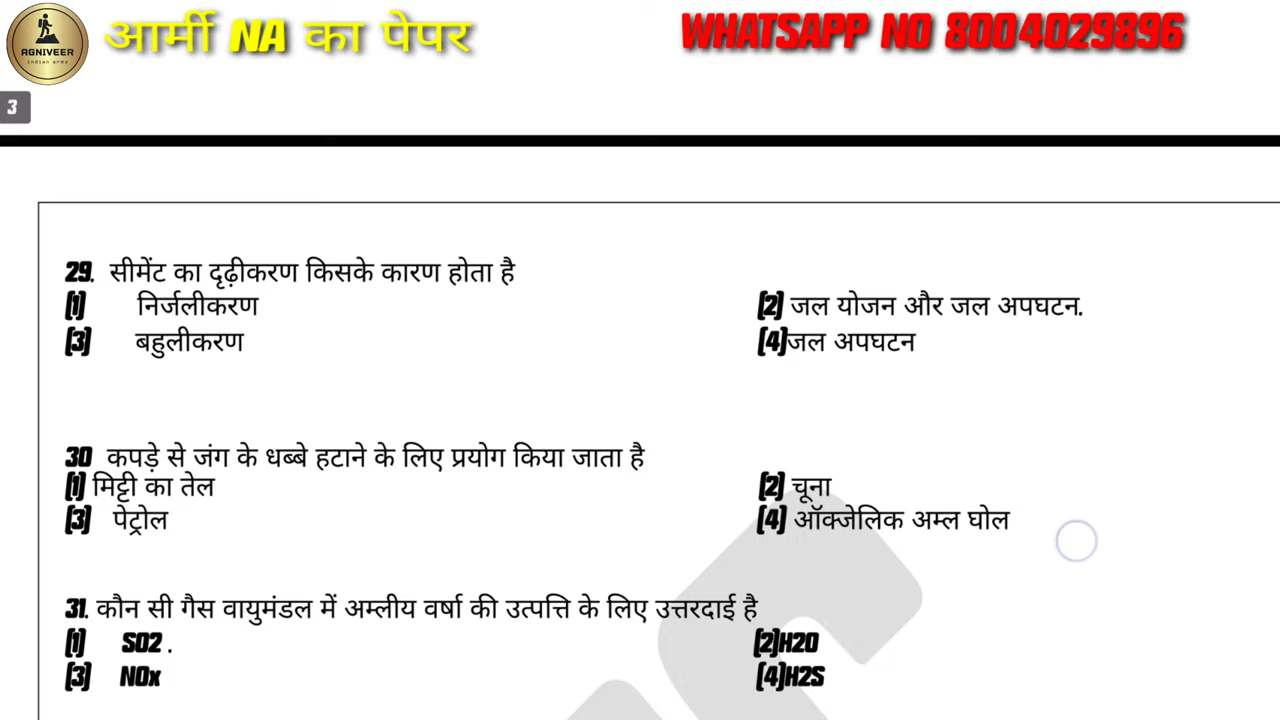 AGNIVEER
indian army
आर्मी NA का पेपर
WHATSAPP NO 8004029896
3
29. सीमेंट का दृढ़ीकरण किसके कारण होता है
(1) निर्जलीकरण
(2) जल योजन और जल अपघटन.
(3) बहुलीकरण
(4)जल अपघटन
30 कपड़े से जंग के धब्बे हटाने के लिए प्रयोग किया जाता है
(1) मिट्टी का तेल
(2) चूना
(3) पेट्रोल
(4) ऑक्जेलिक अम्ल घोल
31. कौन सी गैस वायुमंडल में अम्लीय वर्षा की उत्पत्ति के लिए उत्तरदाई है
(1) SO2 .
(2)H2O
(3) NOx
(4)H2S